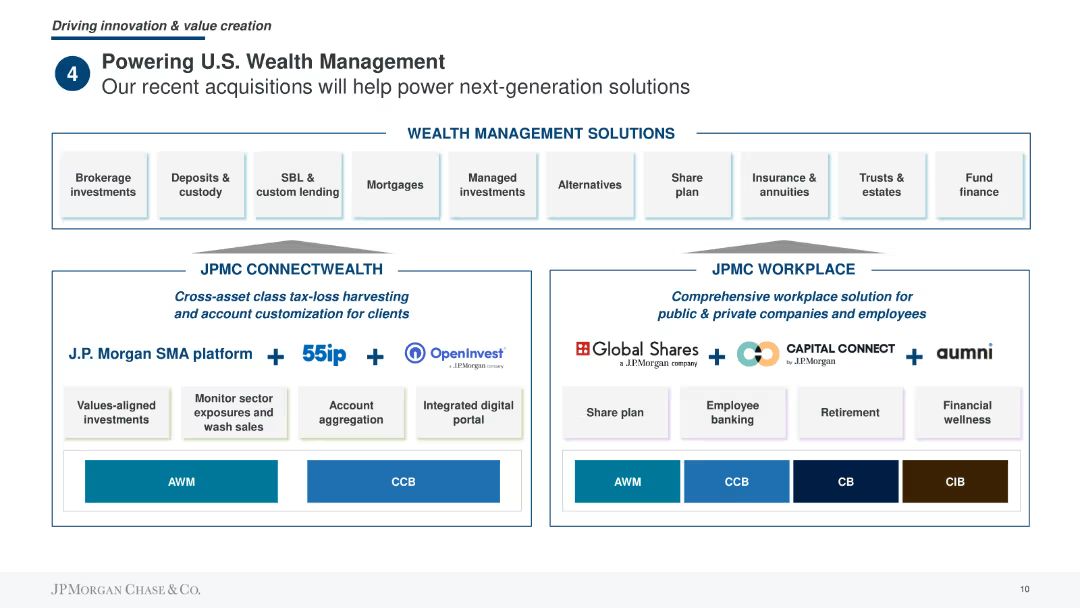 Driving innovation & value creation
4
Powering U.S. Wealth Management
Our recent acquisitions will help power next-generation solutions
WEALTH MANAGEMENT SOLUTIONS
Brokerage
investments
Deposits &
custody
SBL &
custom lending
Mortgages
Managed
investments
Alternatives
Share
plan
Insurance &
annuities
Trusts &
estates
Fund
finance
JPMC CONNECTWEALTH
Cross-asset class tax-loss harvesting
and account customization for clients
J.P. Morgan SMA platform
+
55ip
+
OpenInvest
a J.P.Morgan company
Values-aligned
investments
Monitor sector
exposures and
wash sales
Account
aggregation
Integrated digital
portal
AWM
CCB
JPMC WORKPLACE
Comprehensive workplace solution for
public & private companies and employees
Global Shares
a J.P.Morgan company
+
CAPITAL CONNECT
by J.P.Morgan
+
aumni
Share plan
Employee
banking
Retirement
Financial
wellness
AWM
CCB
CB
CIB
JPMORGAN CHASE & CO.
10